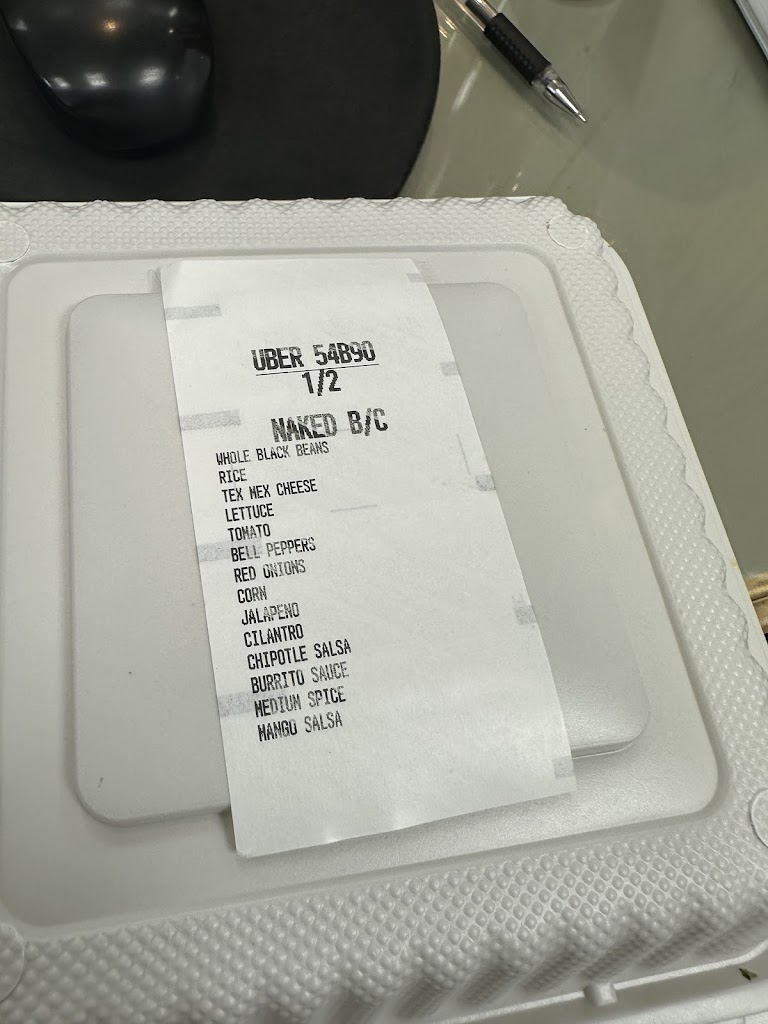 UBER 54B90
1/2
NAKED B/C
WHOLE BLACK BEANS
RICE
TEX MEX CHEESE
LETTUCE
TOMATO
BELL PEPPERS
RED ONIONS
CORN
JALAPENO
CILANTRO
CHIPOTLE SALSA
BURRITO SAUCE
MEDIUM SPICE
MANGO SALSA